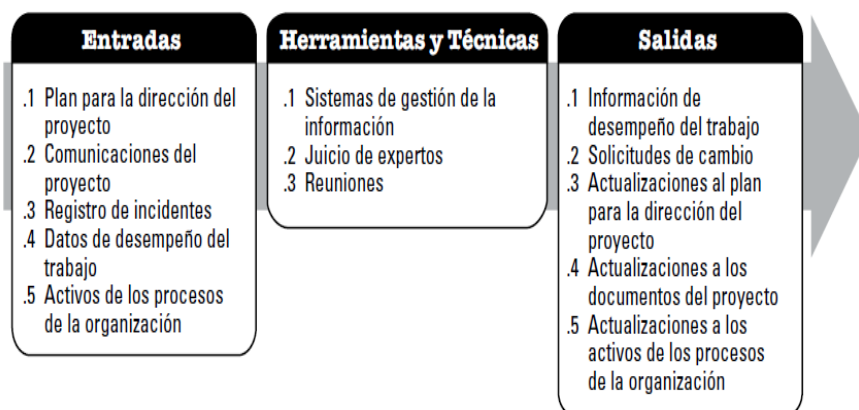 Entradas
.1 Plan para la dirección del
proyecto
.2 Comunicaciones del
proyecto
.3 Registro de incidentes
.4 Datos de desempeño del
trabajo
.5 Activos de los procesos
de la organización
Herramientas y Técnicas
.1 Sistemas de gestión de la
información
.2 Juicio de expertos
.3 Reuniones
Salidas
.1 Información de
desempeño del trabajo
.2 Solicitudes de cambio
.3 Actualizaciones al plan
para la dirección del
proyecto
.4 Actualizaciones a los
documentos del proyecto
.5 Actualizaciones a los
activos de los procesos
de la organización